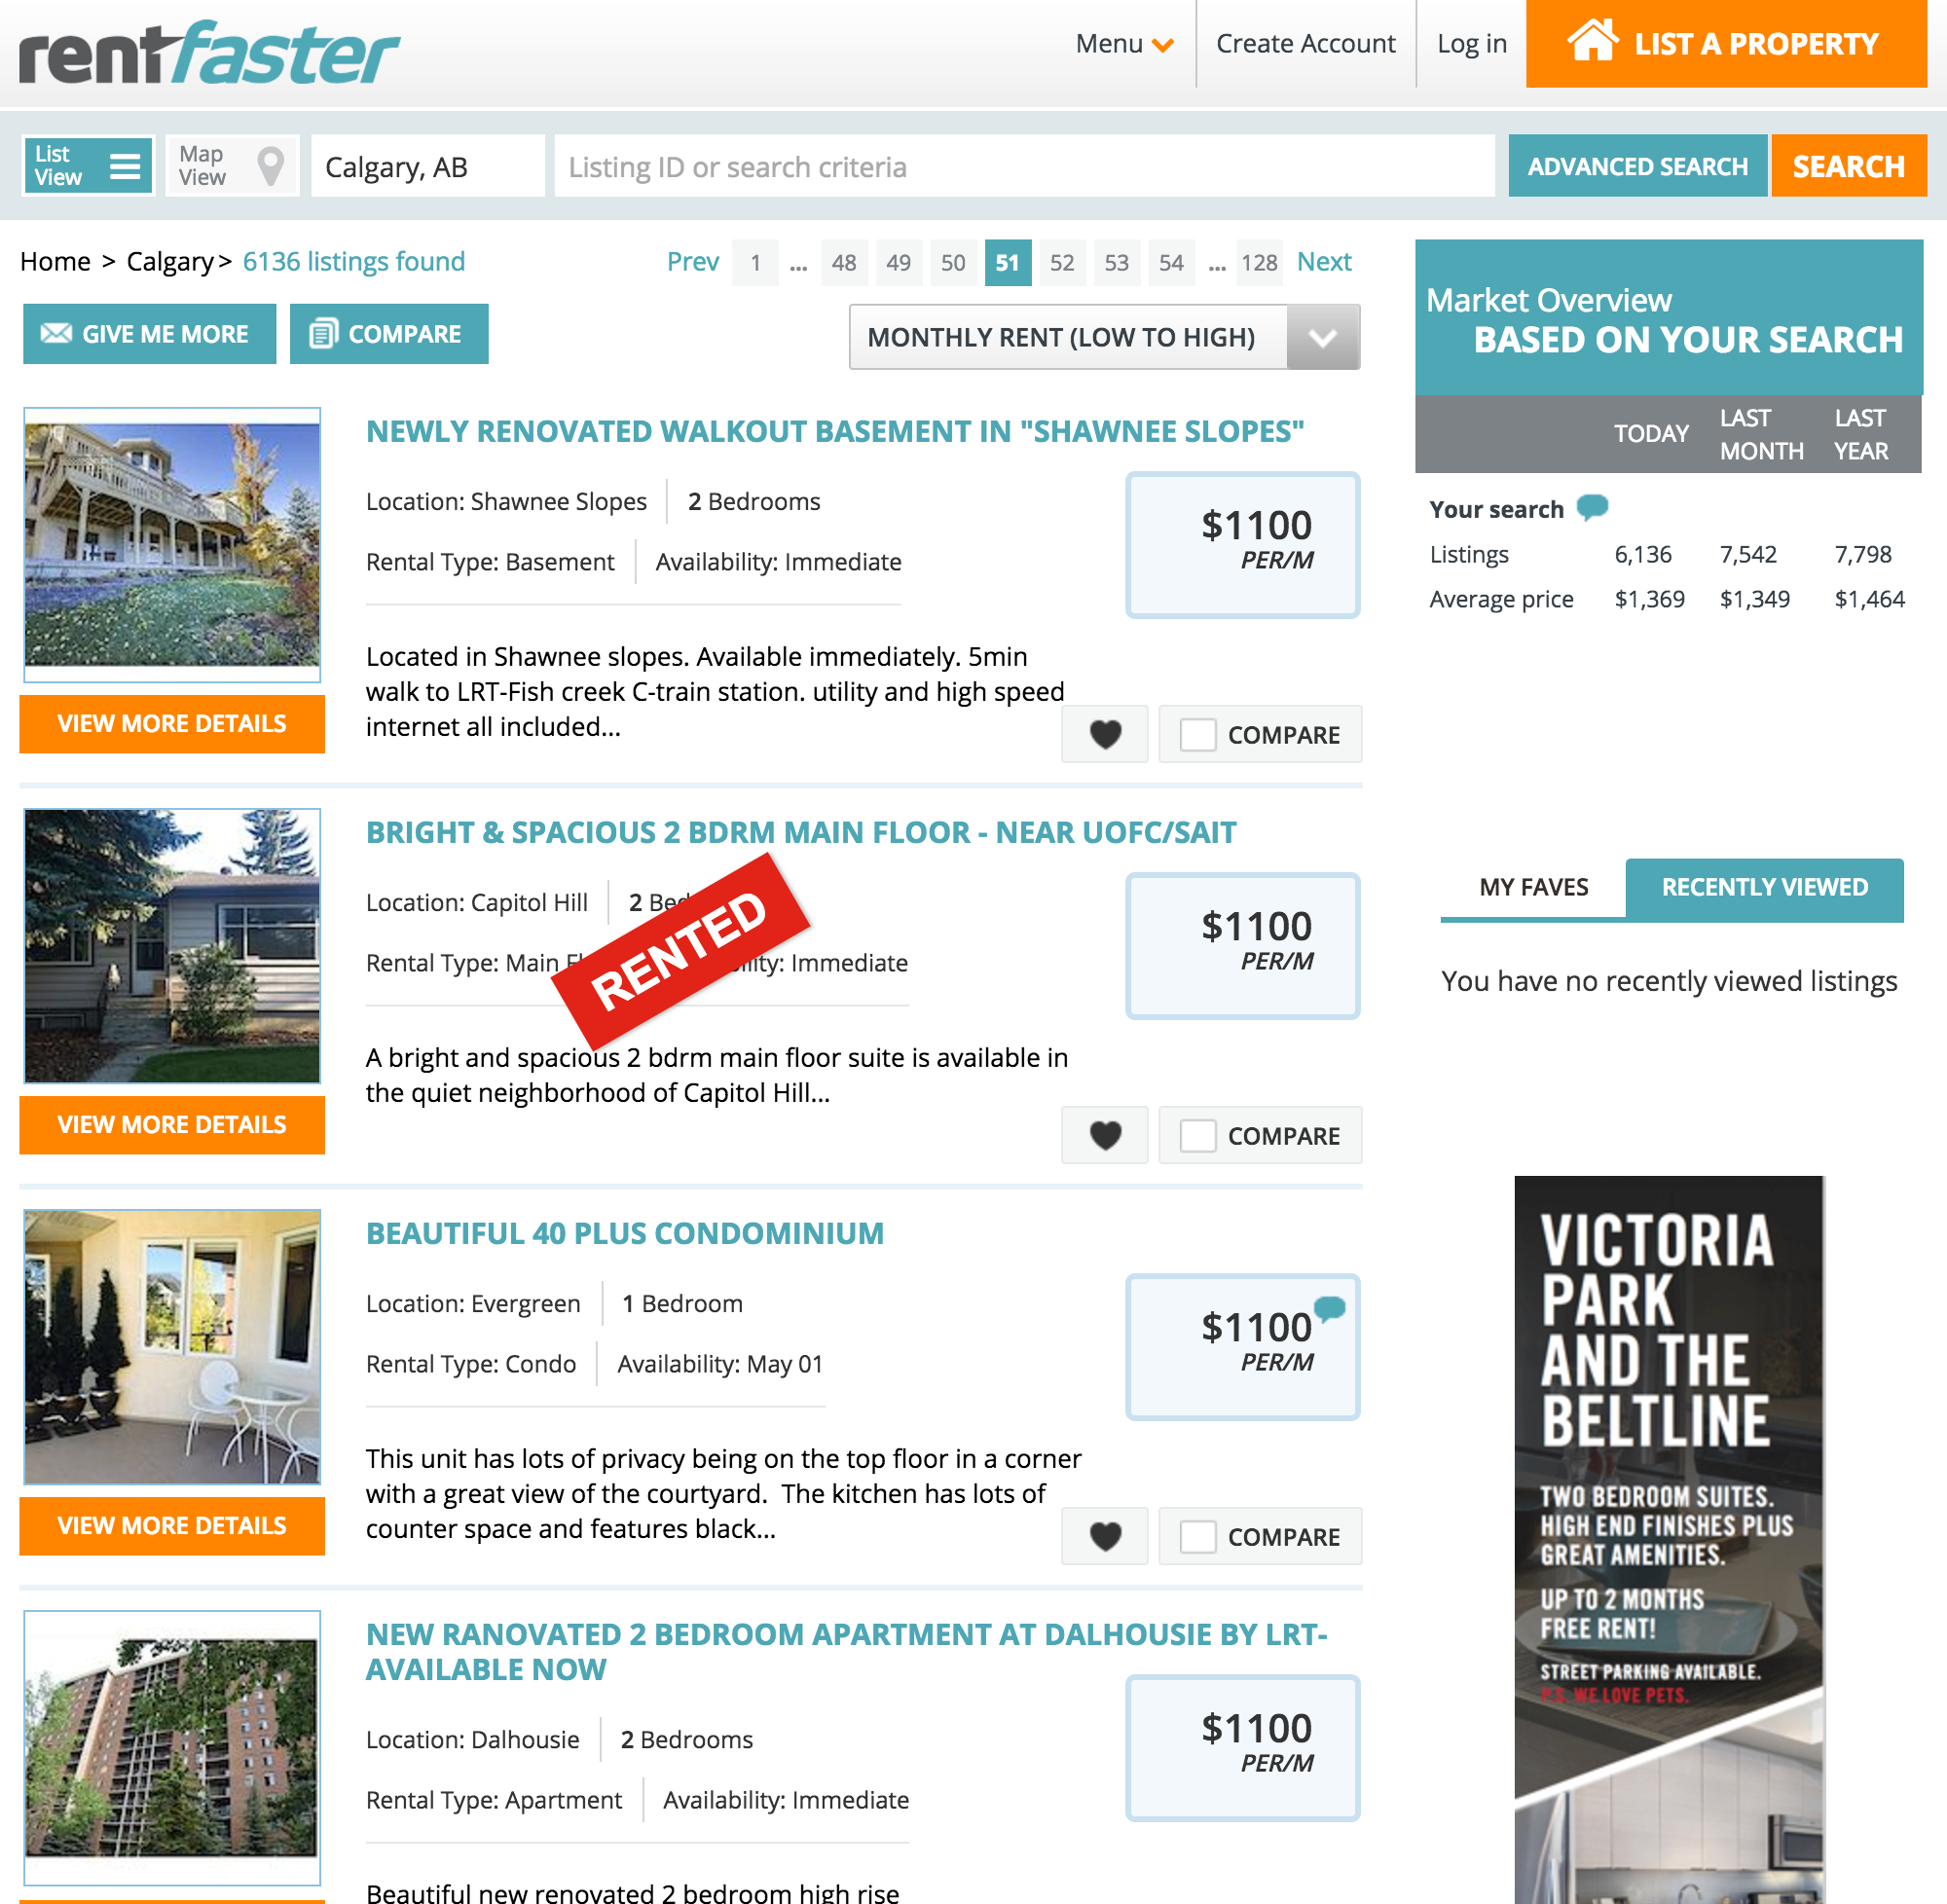 rentfaster
Menu
Create Account
Log in
LIST A PROPERTY
List
View
Map
View
Calgary, AB
Listing ID or search criteria
ADVANCED SEARCH
SEARCH
Home > Calgary > 6136 listings found
Prev 1 ... 48 49 50 51 52 53 54 ... 128 Next
GIVE ME MORE
COMPARE
MONTHLY RENT (LOW TO HIGH)
NEWLY RENOVATED WALKOUT BASEMENT IN "SHAWNEE SLOPES"
Location: Shawnee Slopes
2 Bedrooms
Rental Type: Basement
Availability: Immediate
$1100
PER/M
Located in Shawnee slopes. Available immediately. 5min
walk to LRT-Fish creek C-train station. utility and high speed
internet all included...
VIEW MORE DETAILS
COMPARE
BRIGHT & SPACIOUS 2 BDRM MAIN FLOOR - NEAR UOFC/SAIT
Location: Capitol Hill
2
Rental Type: Main
Immediate
RENTED
$1100
PER/M
A bright and spacious 2 bdrm main floor suite is available in
the quiet neighborhood of Capitol Hill...
VIEW MORE DETAILS
COMPARE
BEAUTIFUL 40 PLUS CONDOMINIUM
Location: Evergreen
1 Bedroom
Rental Type: Condo
Availability: May 01
$1100
PER/M
This unit has lots of privacy being on the top floor in a corner
with a great view of the courtyard.  The kitchen has lots of
counter space and features black...
VIEW MORE DETAILS
COMPARE
NEW RANOVATED 2 BEDROOM APARTMENT AT DALHOUSIE BY LRT-
AVAILABLE NOW
Location: Dalhousie
2 Bedrooms
Rental Type: Apartment
Availability: Immediate
$1100
PER/M
Beautiful new renovated 2 bedroom high rise
Market Overview
BASED ON YOUR SEARCH
TODAY
LAST
MONTH
LAST
YEAR
Your search
Listings 6,136 7,542 7,798
Average price $1,369 $1,349 $1,464
MY FAVES
RECENTLY VIEWED
You have no recently viewed listings
VICTORIA
PARK
AND THE
BELTLINE
TWO BEDROOM SUITES.
HIGH END FINISHES PLUS
GREAT AMENITIES.
UP TO 2 MONTHS
FREE RENT!
STREET PARKING AVAILABLE.
P.S. WE LOVE PETS.